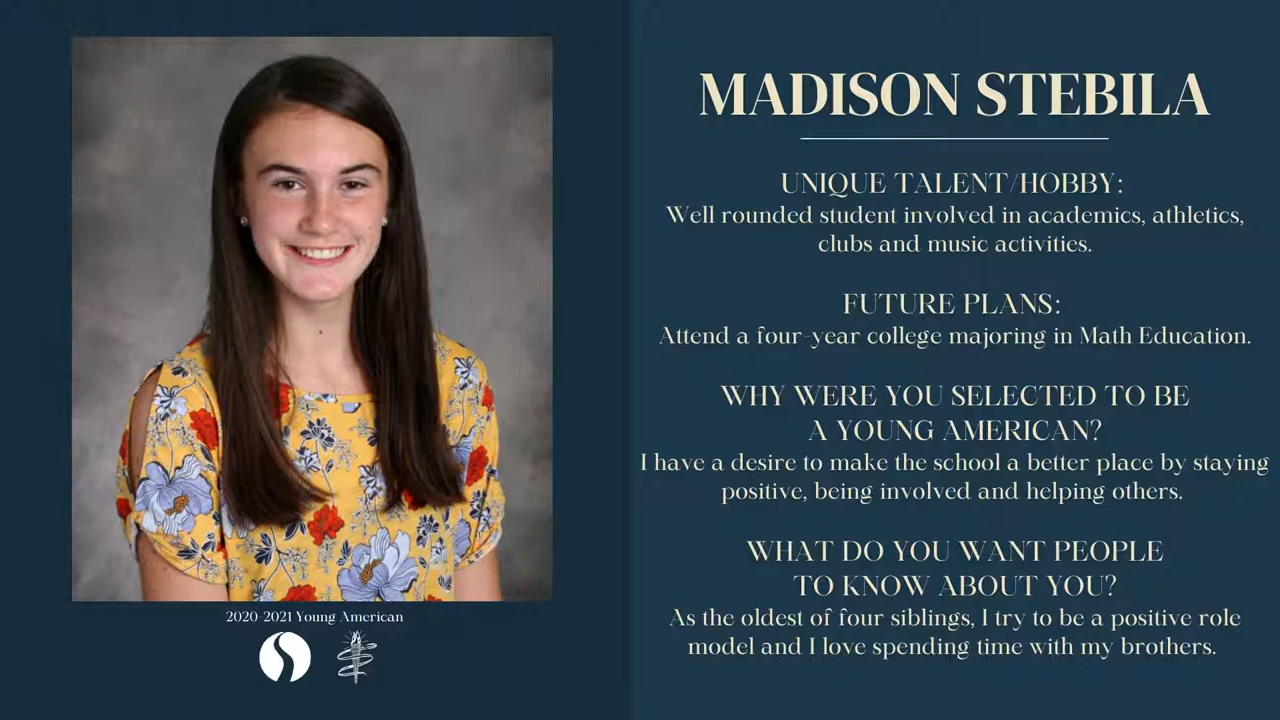 MADISON STEBILA
UNIQUE TALENT/HOBBY:
Well rounded student involved in academics, athletics,
clubs and music activities.
FUTURE PLANS:
Attend a four-year college majoring in Math Education.
WHY WERE YOU SELECTED TO BE
A YOUNG AMERICAN?
I have a desire to make the school a better place by staying
positive, being involved and helping others.
WHAT DO YOU WANT PEOPLE
TO KNOW ABOUT YOU?
As the oldest of four siblings, I try to be a positive role
model and I love spending time with my brothers.
2020-2021 Young American